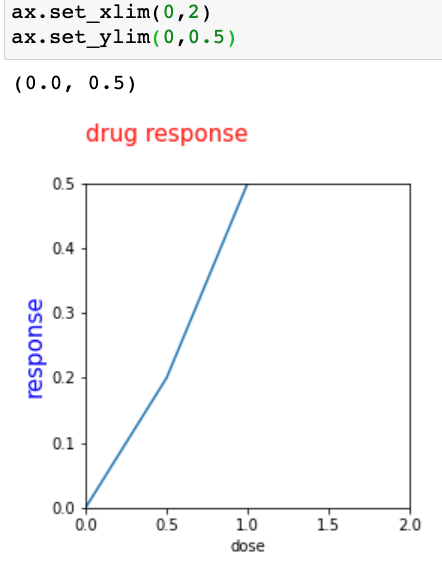 ax.set_xlim(0,2)
ax.set_ylim(0,0.5)
(0.0, 0.5)
drug response
0.5
0.4
0.3
response
0.2
0.1
0.0
0.0 0.5 1.0 1.5 2.0
dose